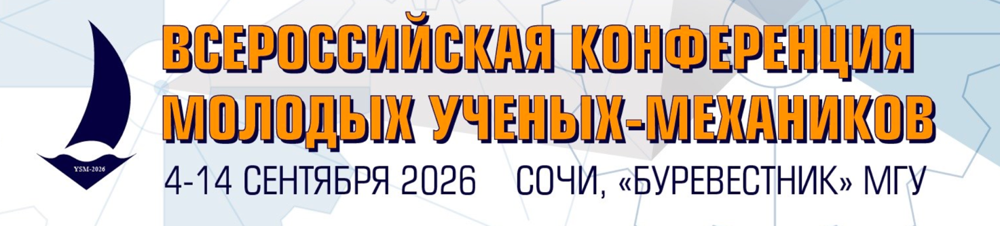 ВСЕРОССИЙСКАЯ КОНФЕРЕНЦИЯ
МОЛОДЫХ УЧЕНЫХ-МЕХАНИКОВ
YSM-2026
4-14 СЕНТЯБРЯ 2026 СОЧИ, «БУРЕВЕСТНИК» МГУ